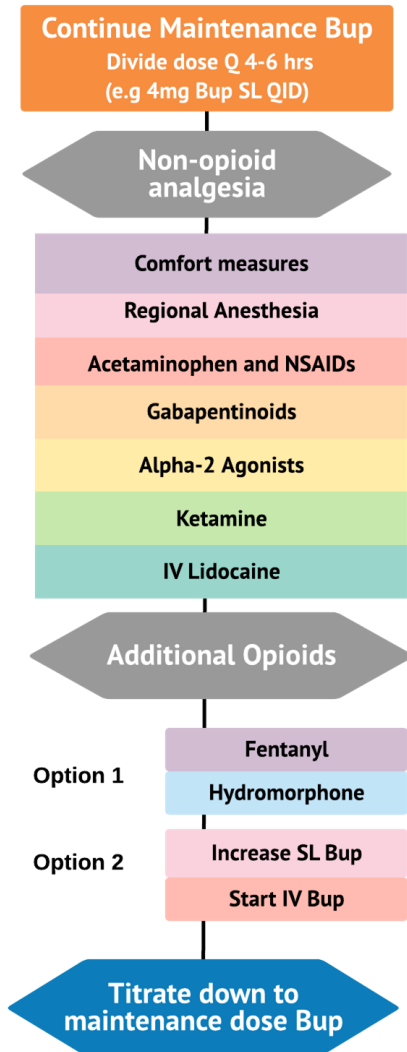 Continue Maintenance Bup
Divide dose Q 4-6 hrs
(e.g 4mg Bup SL QID)
Non-opioid
analgesia
Comfort measures
Regional Anesthesia
Acetaminophen and NSAIDs
Gabapentinoids
Alpha-2 Agonists
Ketamine
IV Lidocaine
Additional Opioids
Option 1
Fentanyl
Hydromorphone
Option 2
Increase SL Bup
Start IV Bup
Titrate down to
maintenance dose Bup